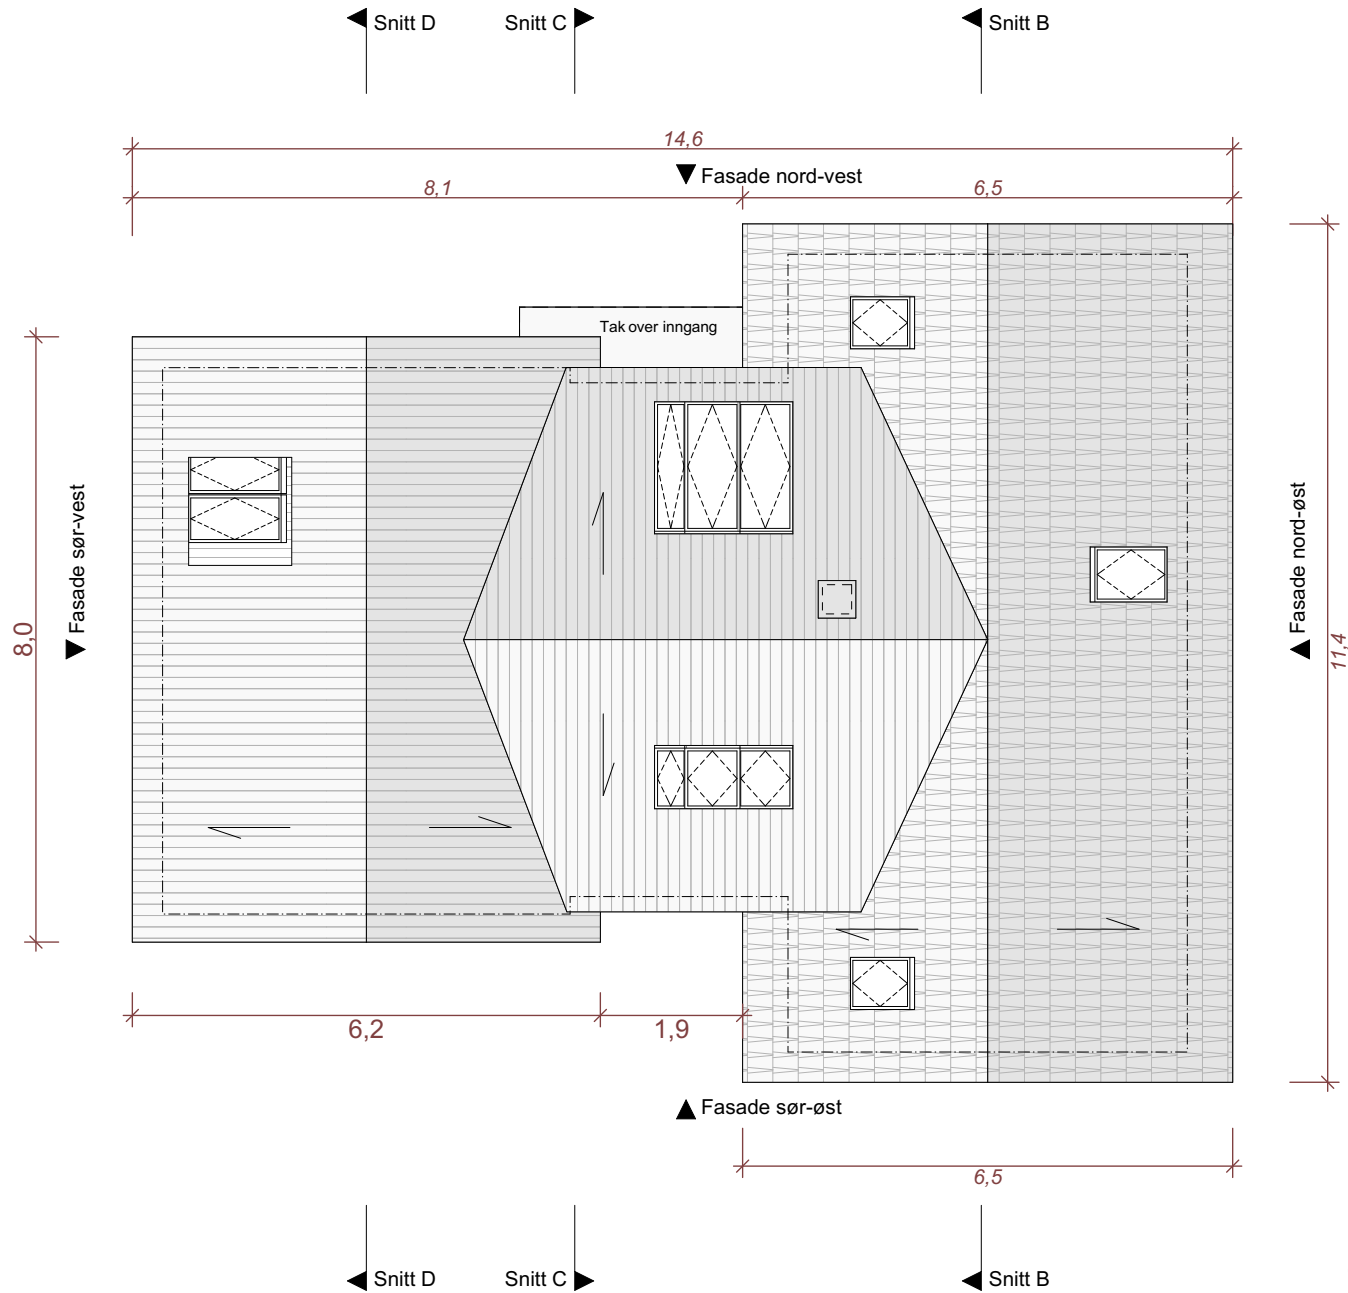 Snitt D
Snitt C
Snitt B
14,6
Fasade nord-vest
8,1
6,5
Tak over inngang
Fasade sør-vest
8,0
Fasade nord-øst
11,4
6,2
1,9
Fasade sør-øst
6,5
Snitt D
Snitt C
Snitt B